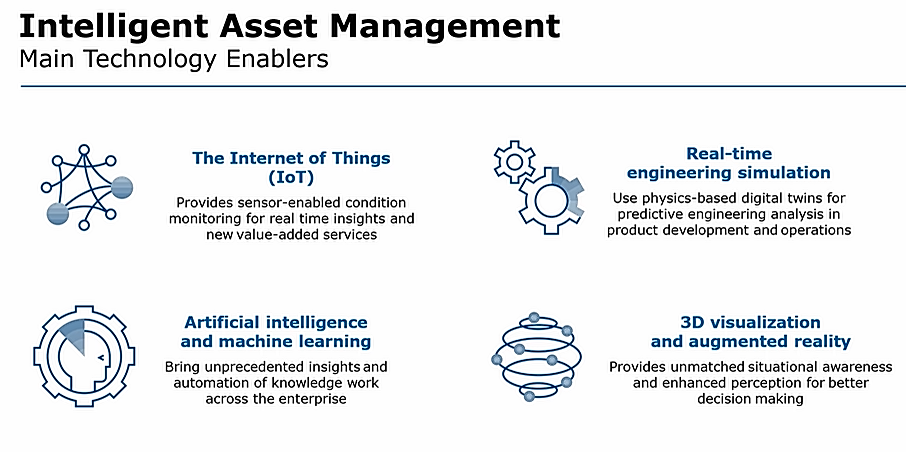 Intelligent Asset Management
Main Technology Enablers
The Internet of Things
(IoT)
Provides sensor-enabled condition
monitoring for real time insights and
new value-added services
Real-time
engineering simulation
Use physics-based digital twins for
predictive engineering analysis in
product development and operations
Artificial intelligence
and machine learning
Bring unprecedented insights and
automation of knowledge work
across the enterprise
3D visualization
and augmented reality
Provides unmatched situational awareness
and enhanced perception for better
decision making